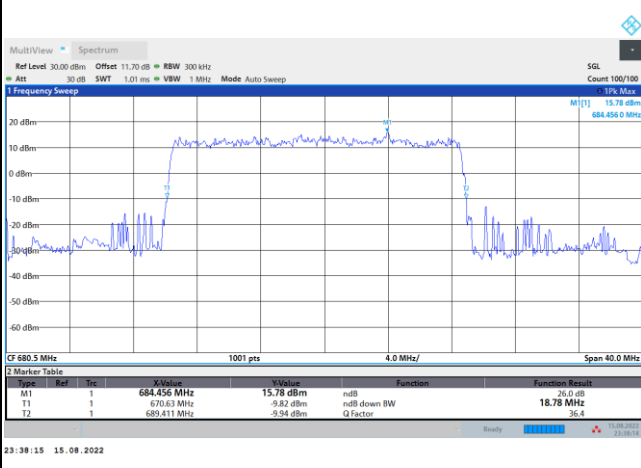 MultiView Spectrum
Ref Level 30.00 dBm Offset 11.70 dB RBW 300 kHz SGL
Att 30 dB SWT 1.01 ms VBW 1 MHz Mode Auto Sweep Count 100/100
1 Frequency Sweep 1Pk Max
M1[1] 15.78 dBm
684.456 0 MHz
M1
20 dBm
10 dBm
0 dBm
T1 T2
-10 dBm
-20 dBm
-30 dBm
-40 dBm
-50 dBm
-60 dBm
CF 680.5 MHz 1001 pts 4.0 MHz/ Span 40.0 MHz
2 Marker Table
Type Ref Trc X-Value Y-Value Function Function Result
M1 1 684.456 MHz 15.78 dBm ndB 26.0 dB
T1 1 670.63 MHz -9.82 dBm ndB down BW 18.78 MHz
T2 1 689.411 MHz -9.94 dBm Q Factor 36.4
Ready 15.08.2022
23:38:14
23:38:15 15.08.2022